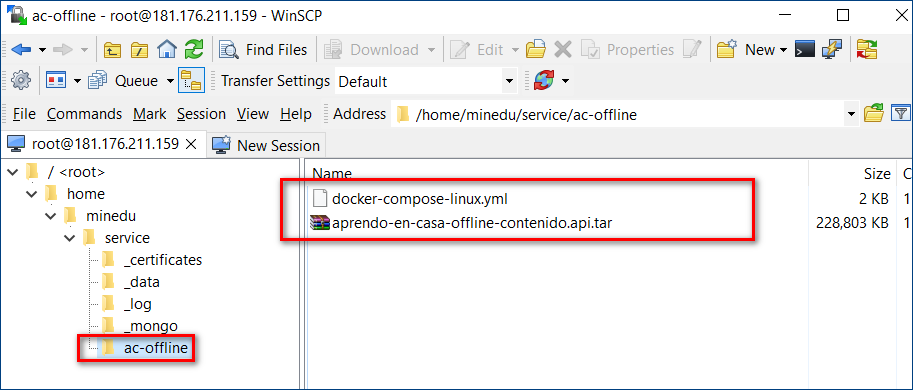 ac-offline - root@181.176.211.159 - WinSCP
Find Files Download Edit Properties New
Queue Transfer Settings Default
File Commands Mark Session View Help Address /home/minedu/service/ac-offline
root@181.176.211.159 × New Session
/ <root>
home
minedu
service
_certificates
_data
_log
_mongo
ac-offline
Name Size C
docker-compose-linux.yml 2 KB 1
aprendo-en-casa-offline-contenido.api.tar 228,803 KB 1